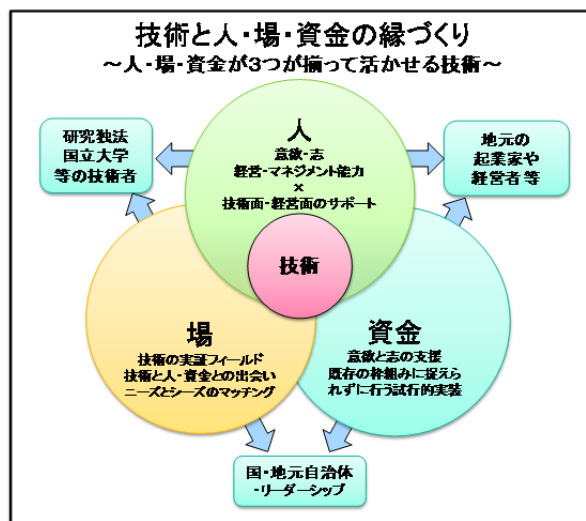 技術と人・場・資金の縁づくり
～人・場・資金が3つが揃って活かせる技術～
人
意欲・志
経営・マネジメント能力
×
技術面・経営面のサポート
研究独法
国立大学
等の技術者
地元の
起業家や
経営者等
技術
場
技術の実証フィールド
技術と人・資金との出会い
ニーズとシーズのマッチング
資金
意欲と志の支援
既存の枠組みに捉えら
れずに行う試行的実装
国・地元自治体
・リーダーシップ